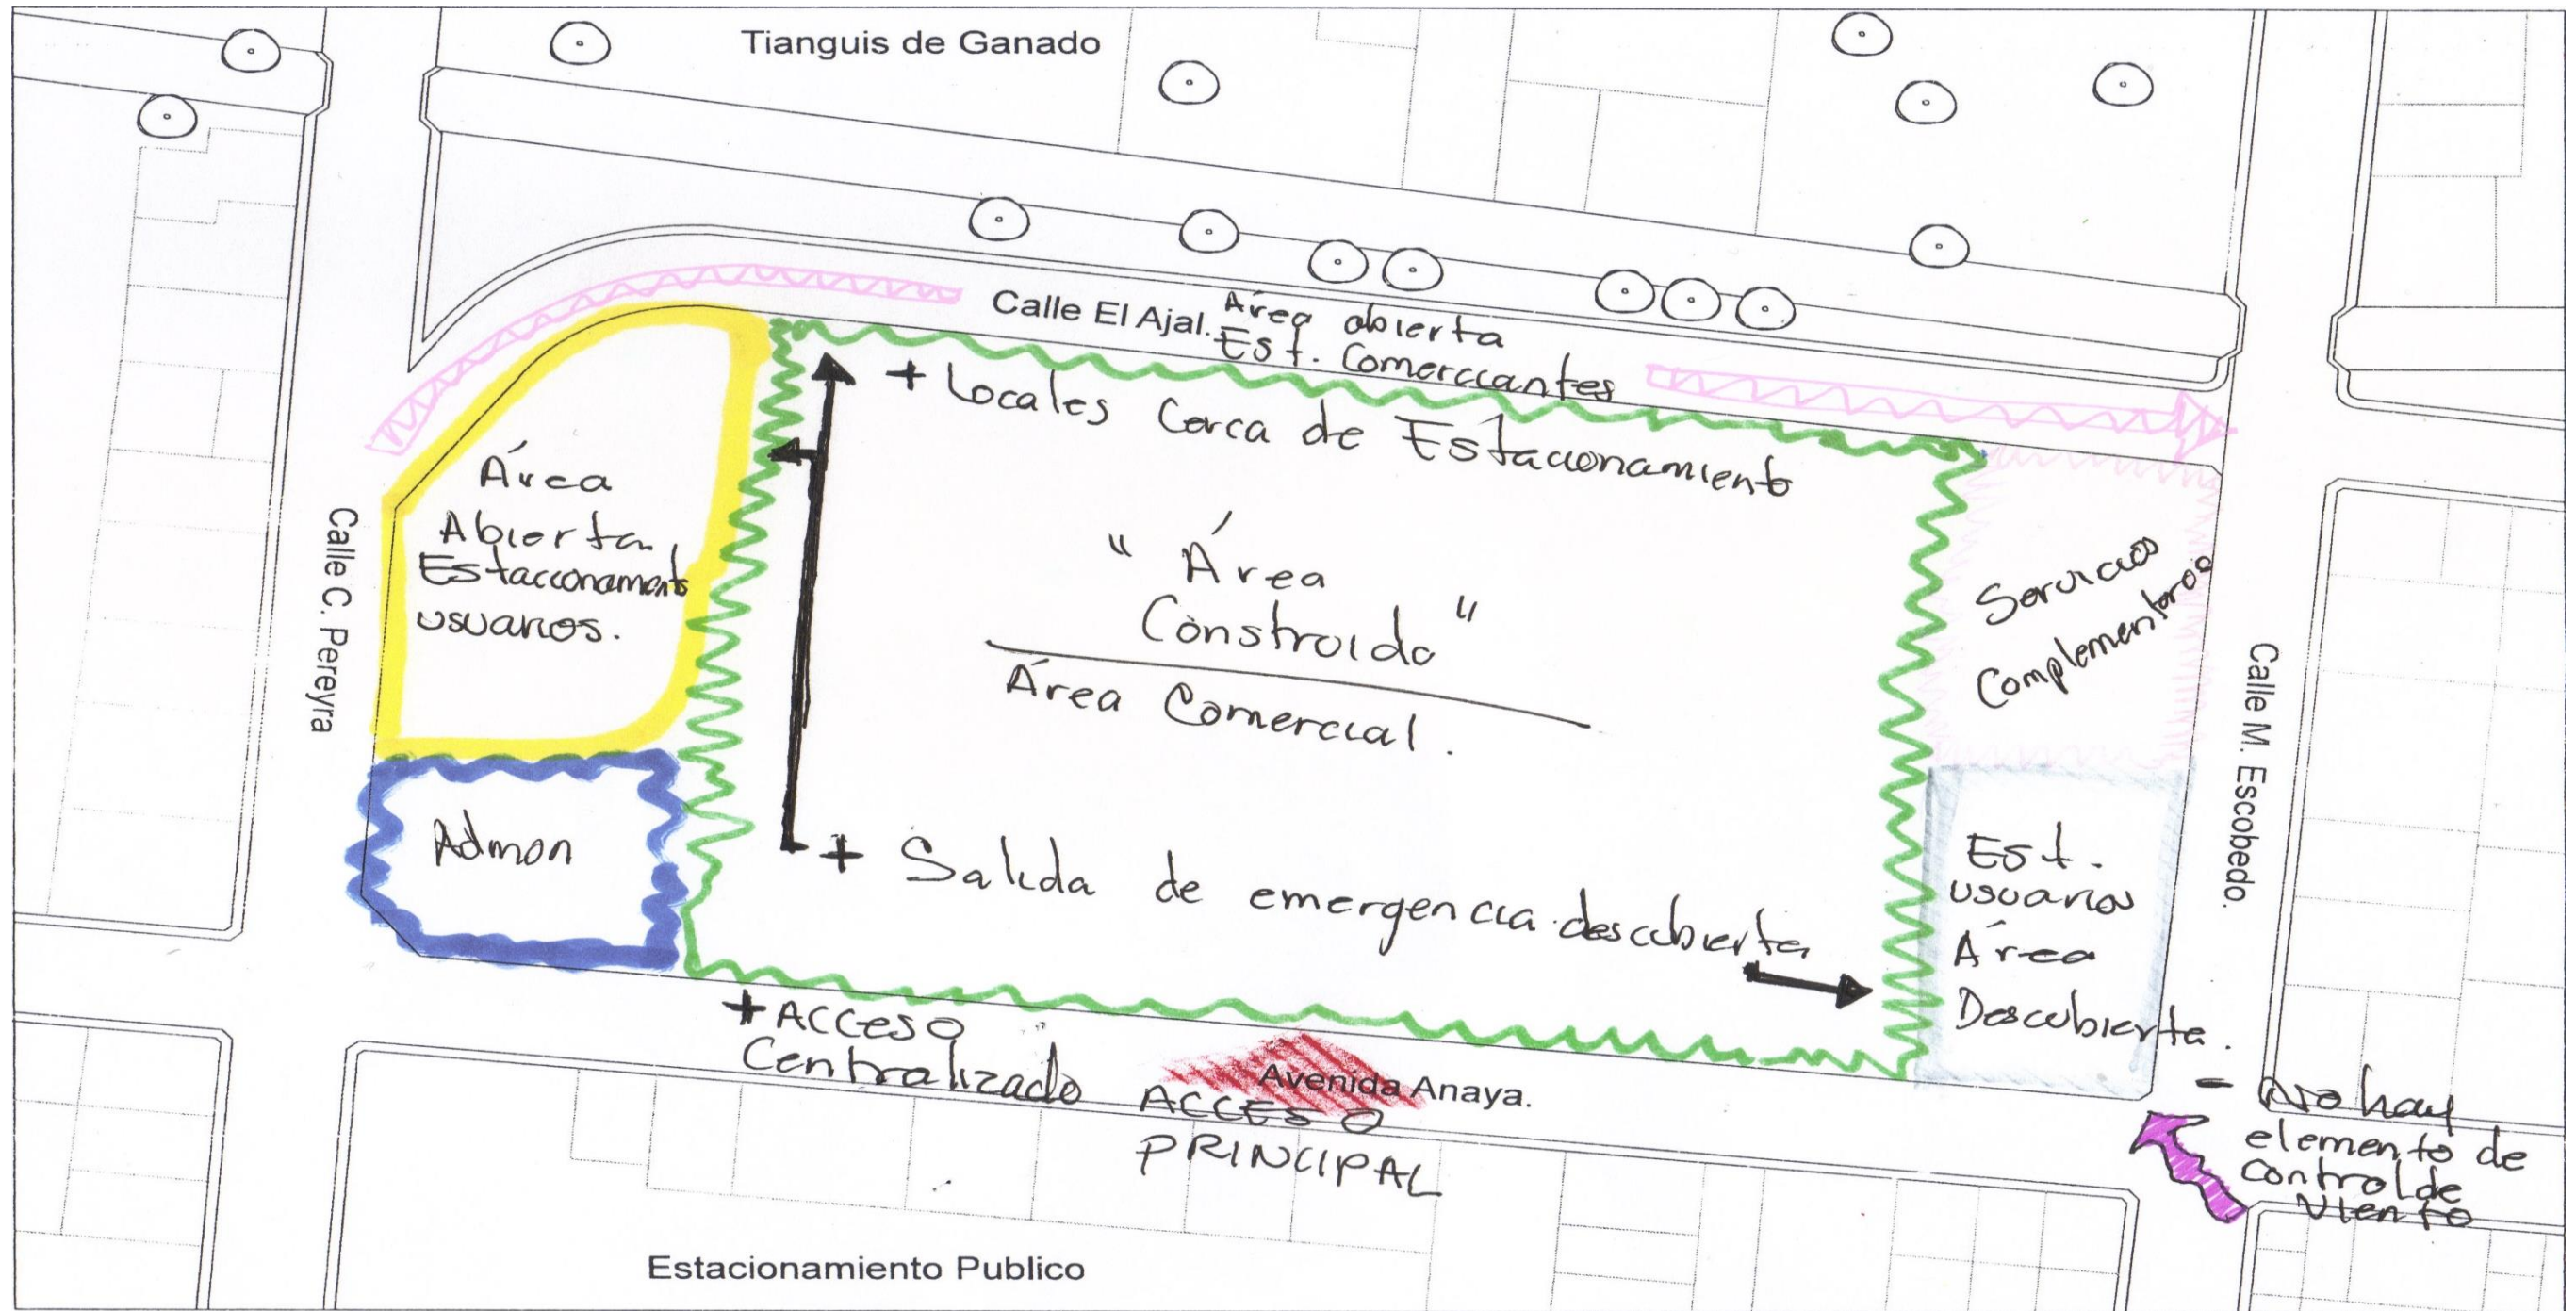 Tianguis de Ganado
Calle El Ajal.
Área abierta
Est. Comerciantes
+ Locales Cerca de Estacionamiento
Área
Abierta
Estacionamiento
usuarios.
Calle C. Pereyra
" Área
Construida "
Área Comercial.
Servicios
Complementarios
Calle M. Escobedo.
Admon
+ Salida de emergencia descubierta
Est.
usuarios
Área
Descubierta.
+ ACCESO
Centralizado
Avenida Anaya.
ACCESO
PRINCIPAL
- No hay
elemento de
control de
Viento
Estacionamiento Publico